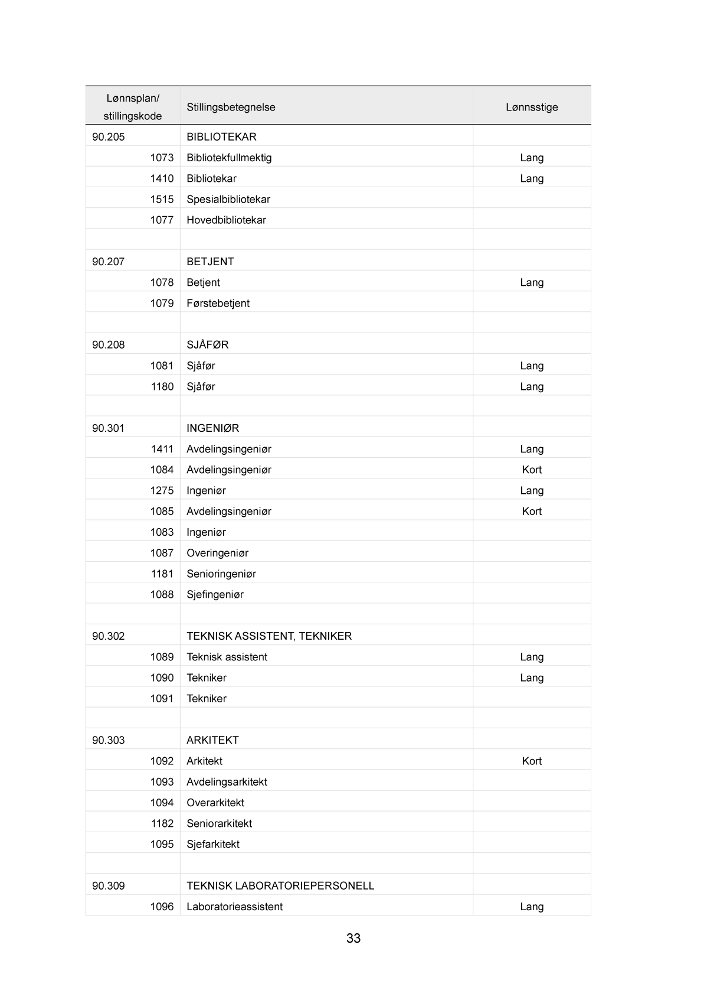 Lønnsplan/
stillingskode Stillingsbetegnelse Lønnsstige
90.205 BIBLIOTEKAR
1073 Bibliotekfullmektig Lang
1410 Bibliotekar Lang
1515 Spesialbibliotekar
1077 Hovedbibliotekar
90.207 BETJENT
1078 Betjent Lang
1079 Førstebetjent
90.208 SJÅFØR
1081 Sjåfør Lang
1180 Sjåfør Lang
90.301 INGENIØR
1411 Avdelingsingeniør Lang
1084 Avdelingsingeniør Kort
1275 Ingeniør Lang
1085 Avdelingsingeniør Kort
1083 Ingeniør
1087 Overingeniør
1181 Senioringeniør
1088 Sjefingeniør
90.302 TEKNISK ASSISTENT, TEKNIKER
1089 Teknisk assistent Lang
1090 Tekniker Lang
1091 Tekniker
90.303 ARKITEKT
1092 Arkitekt Kort
1093 Avdelingsarkitekt
1094 Overarkitekt
1182 Seniorarkitekt
1095 Sjefarkitekt
90.309 TEKNISK LABORATORIEPERSONELL
1096 Laboratorieassistent Lang
33